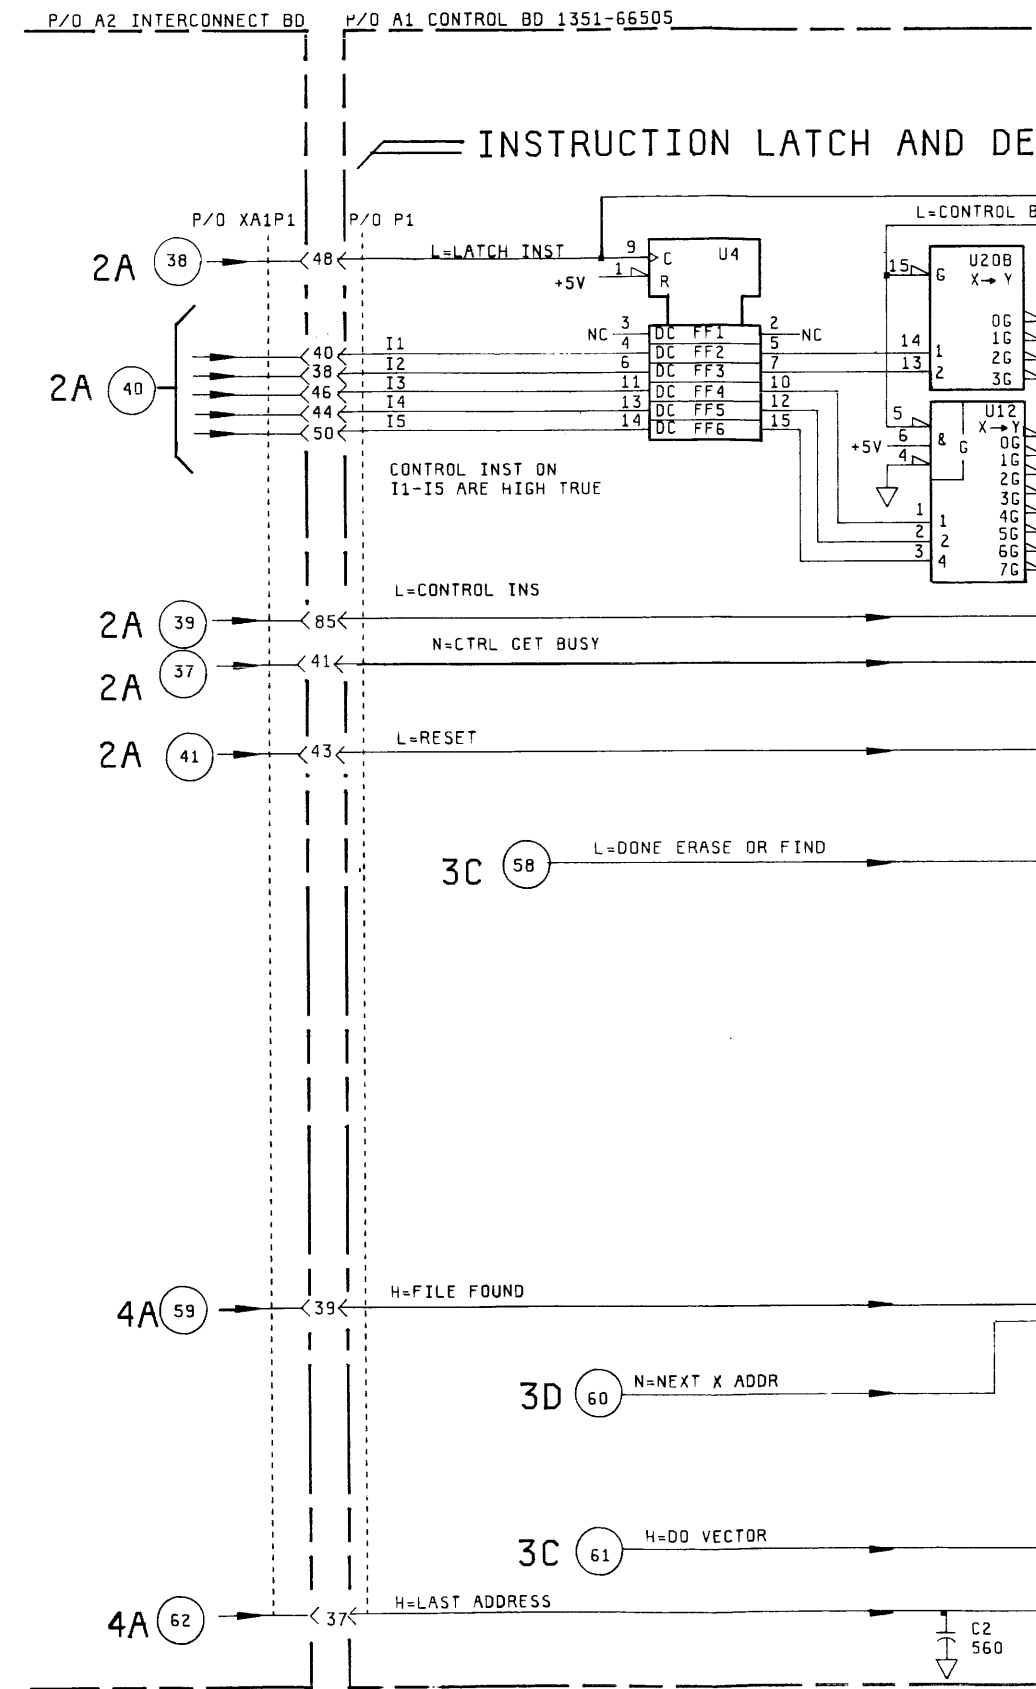 P/O A2 INTERCONNECT BD
P/O A1 CONTROL BD 1351-66505
INSTRUCTION LATCH AND DE
P/O XA1P1
P/O P1
L=CONTROL B
2A 38 48 L=LATCH INST 9 C U4
+5V 1 R
15 G U20B
X→Y
0G
1G
2G
3G
14 1
13 2
NC 3 DC FF1 2 NC
2A 40
40 I1 4 DC FF2 5
38 I2 6 DC FF3 7
46 I3 11 DC FF4 10
44 I4 13 DC FF5 12
50 I5 14 DC FF6 15
CONTROL INST ON
I1-I5 ARE HIGH TRUE
U12
X→Y
5
+5V 6 & G
4
0G
1G
2G
3G
4G
5G
6G
7G
1 1
2 2
3 4
2A 39 85 L=CONTROL INS
2A 37 41 N=CTRL GET BUSY
2A 41 43 L=RESET
3C 58 L=DONE ERASE OR FIND
4A 59 39 H=FILE FOUND
3D 60 N=NEXT X ADDR
3C 61 H=DO VECTOR
4A 62 37 H=LAST ADDRESS
C2
560